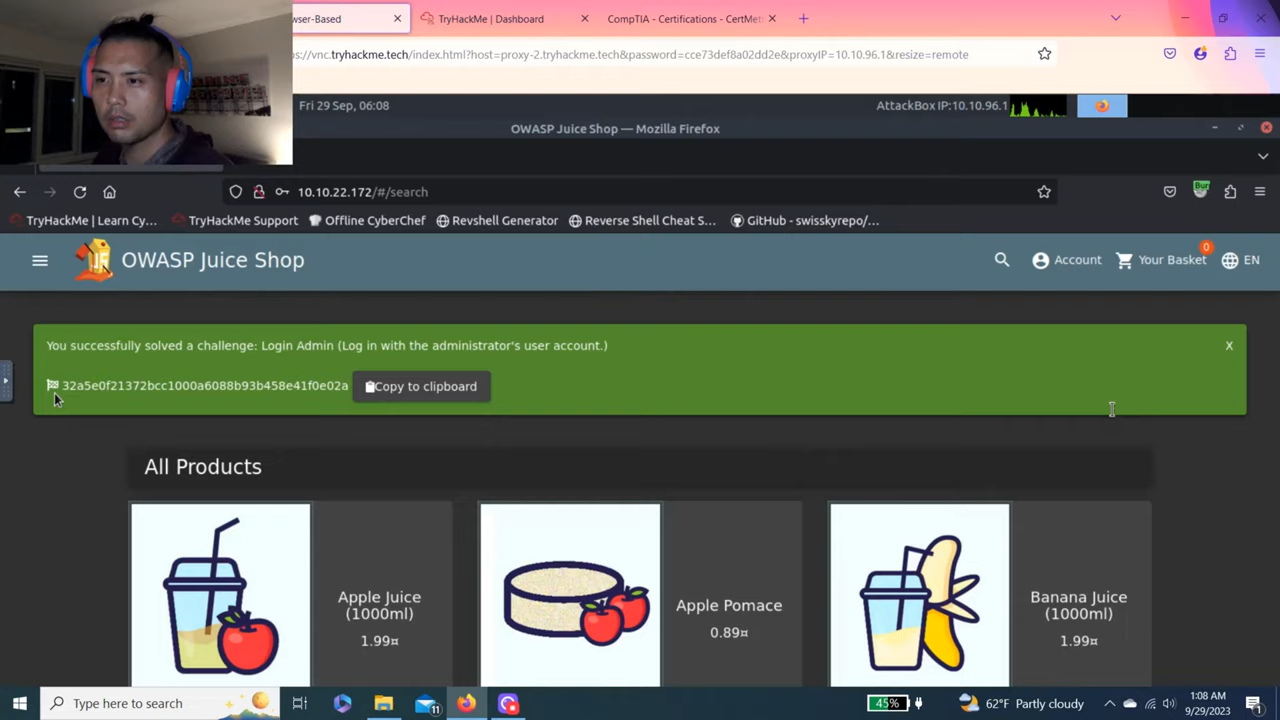 wser-Based
TryHackMe | Dashboard
CompTIA - Certifications - CertMet
ps://vnc.tryhackme.tech/index.html?host=proxy-2.tryhackme.tech&password=cce73def8a02dd2e&proxyIP=10.10.96.1&resize=remote
Fri 29 Sep, 06:08
AttackBox IP:10.10.96.1
OWASP Juice Shop — Mozilla Firefox
10.10.22.172/#/search
Bur
TryHackMe | Learn Cy...
TryHackMe Support
Offline CyberChef
Revshell Generator
Reverse Shell Cheat S...
GitHub - swisskyrepo/...
OWASP Juice Shop
Account
Your Basket
0
EN
You successfully solved a challenge: Login Admin (Log in with the administrator's user account.)
X
32a5e0f21372bcc1000a6088b93b458e41f0e02a
Copy to clipboard
All Products
Apple Juice
(1000ml)
1.99¤
Apple Pomace
0.89¤
Banana Juice
(1000ml)
1.99¤
Type here to search
11
45%
62°F Partly cloudy
1:08 AM
9/29/2023
1